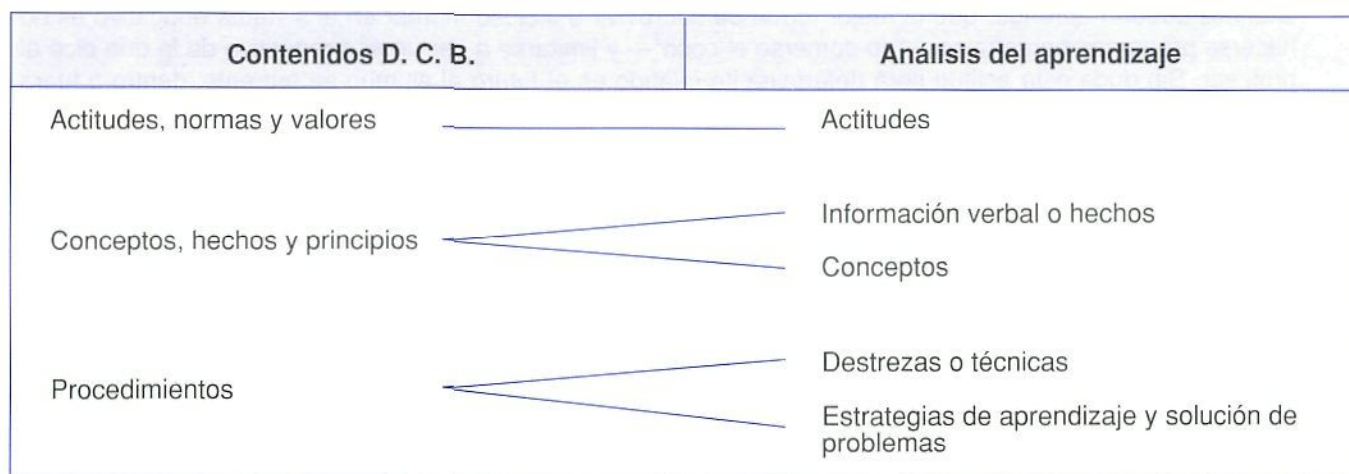 Contenidos D. C. B.
Análisis del aprendizaje
Actitudes, normas y valores
Actitudes
Conceptos, hechos y principios
Información verbal o hechos
Conceptos
Procedimientos
Destrezas o técnicas
Estrategias de aprendizaje y solución de
problemas